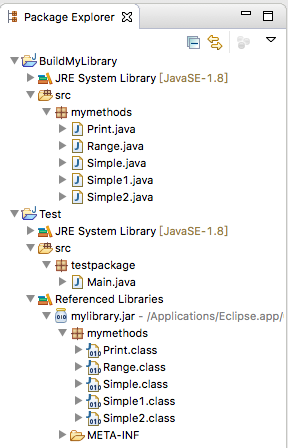 Package Explorer
BuildMyLibrary
JRE System Library [JavaSE-1.8]
src
mymethods
Print.java
Range.java
Simple.java
Simple1.java
Simple2.java
Test
JRE System Library [JavaSE-1.8]
src
testpackage
Main.java
Referenced Libraries
mylibrary.jar - /Applications/Eclipse.app/
mymethods
Print.class
Range.class
Simple.class
Simple1.class
Simple2.class
META-INF